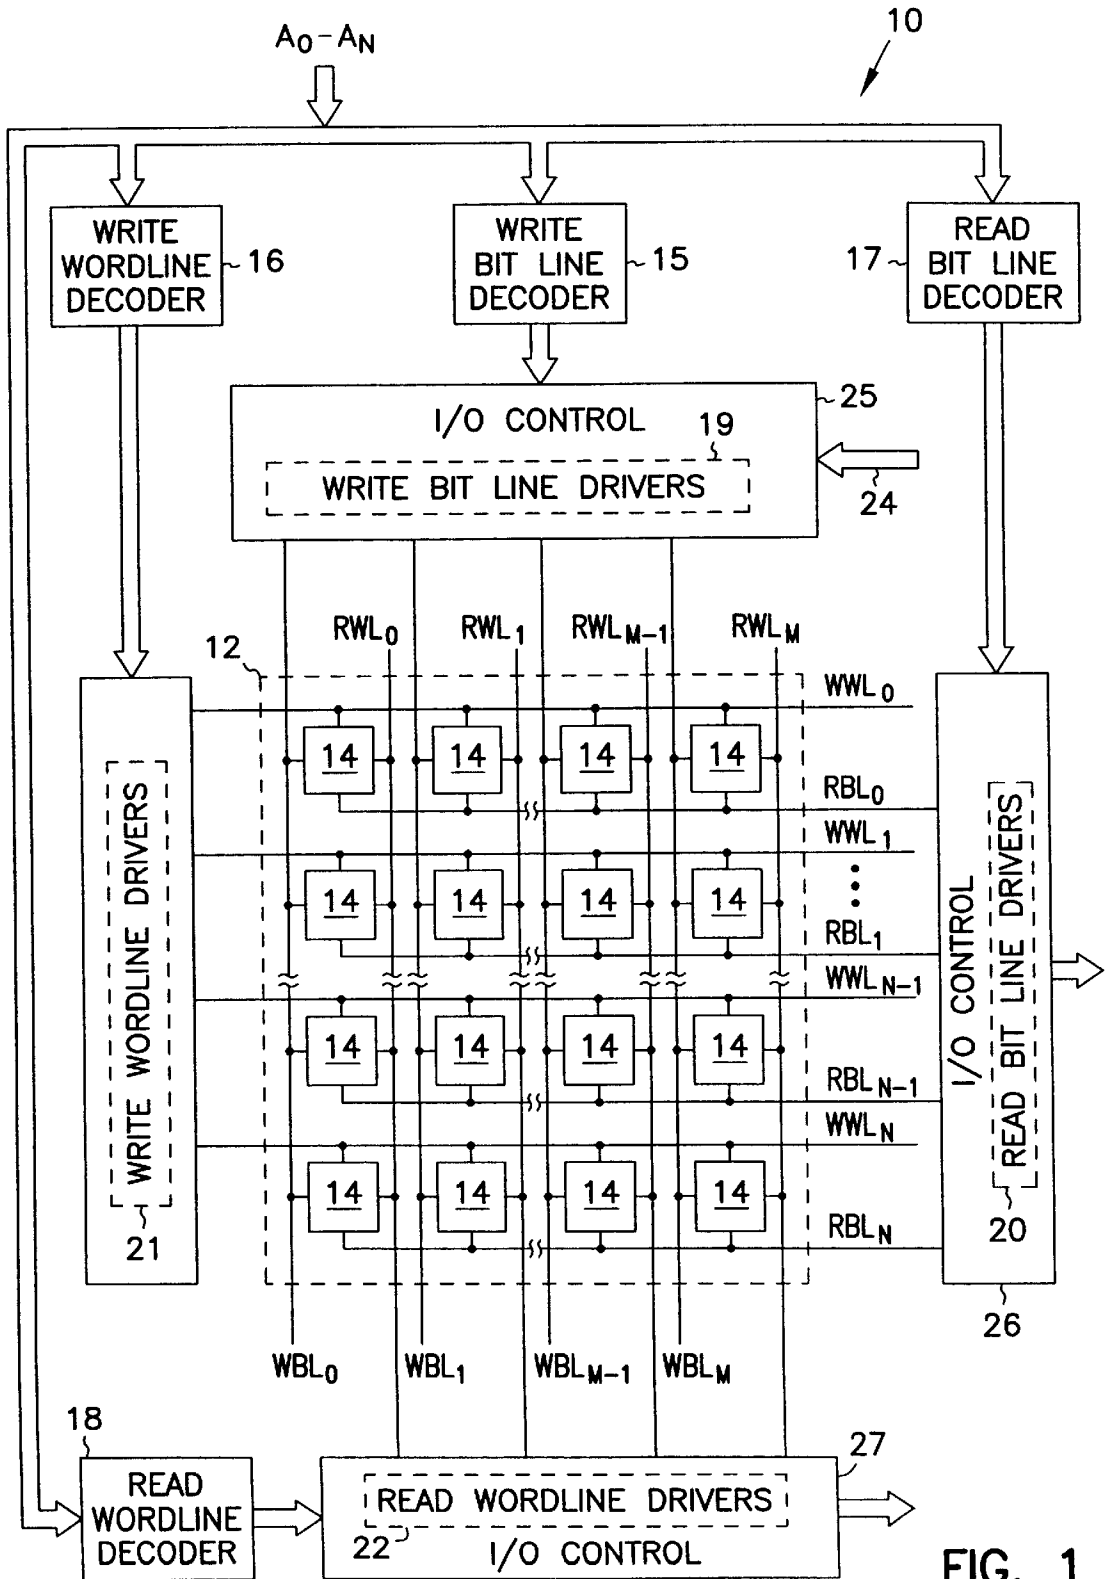 10
A0-AN
WRITE
WORDLINE
DECODER
16
WRITE
BIT LINE
DECODER
15
17
READ
BIT LINE
DECODER
25
I/O CONTROL
19
WRITE BIT LINE DRIVERS
24
RWL0 RWL1 RWLM-1 RWLM
12
WWL0
14 14 14 14
RBL0
WWL1
14 14 14 14
RBL1
WWLN-1
14 14 14 14
RBLN-1
WWLN
14 14 14 14
RBLN
WRITE WORDLINE DRIVERS
21
I/O CONTROL
READ BIT LINE DRIVERS
20
26
WBL0 WBL1 WBLM-1 WBLM
18
READ
WORDLINE
DECODER
27
READ WORDLINE DRIVERS
22
I/O CONTROL
FIG. 1